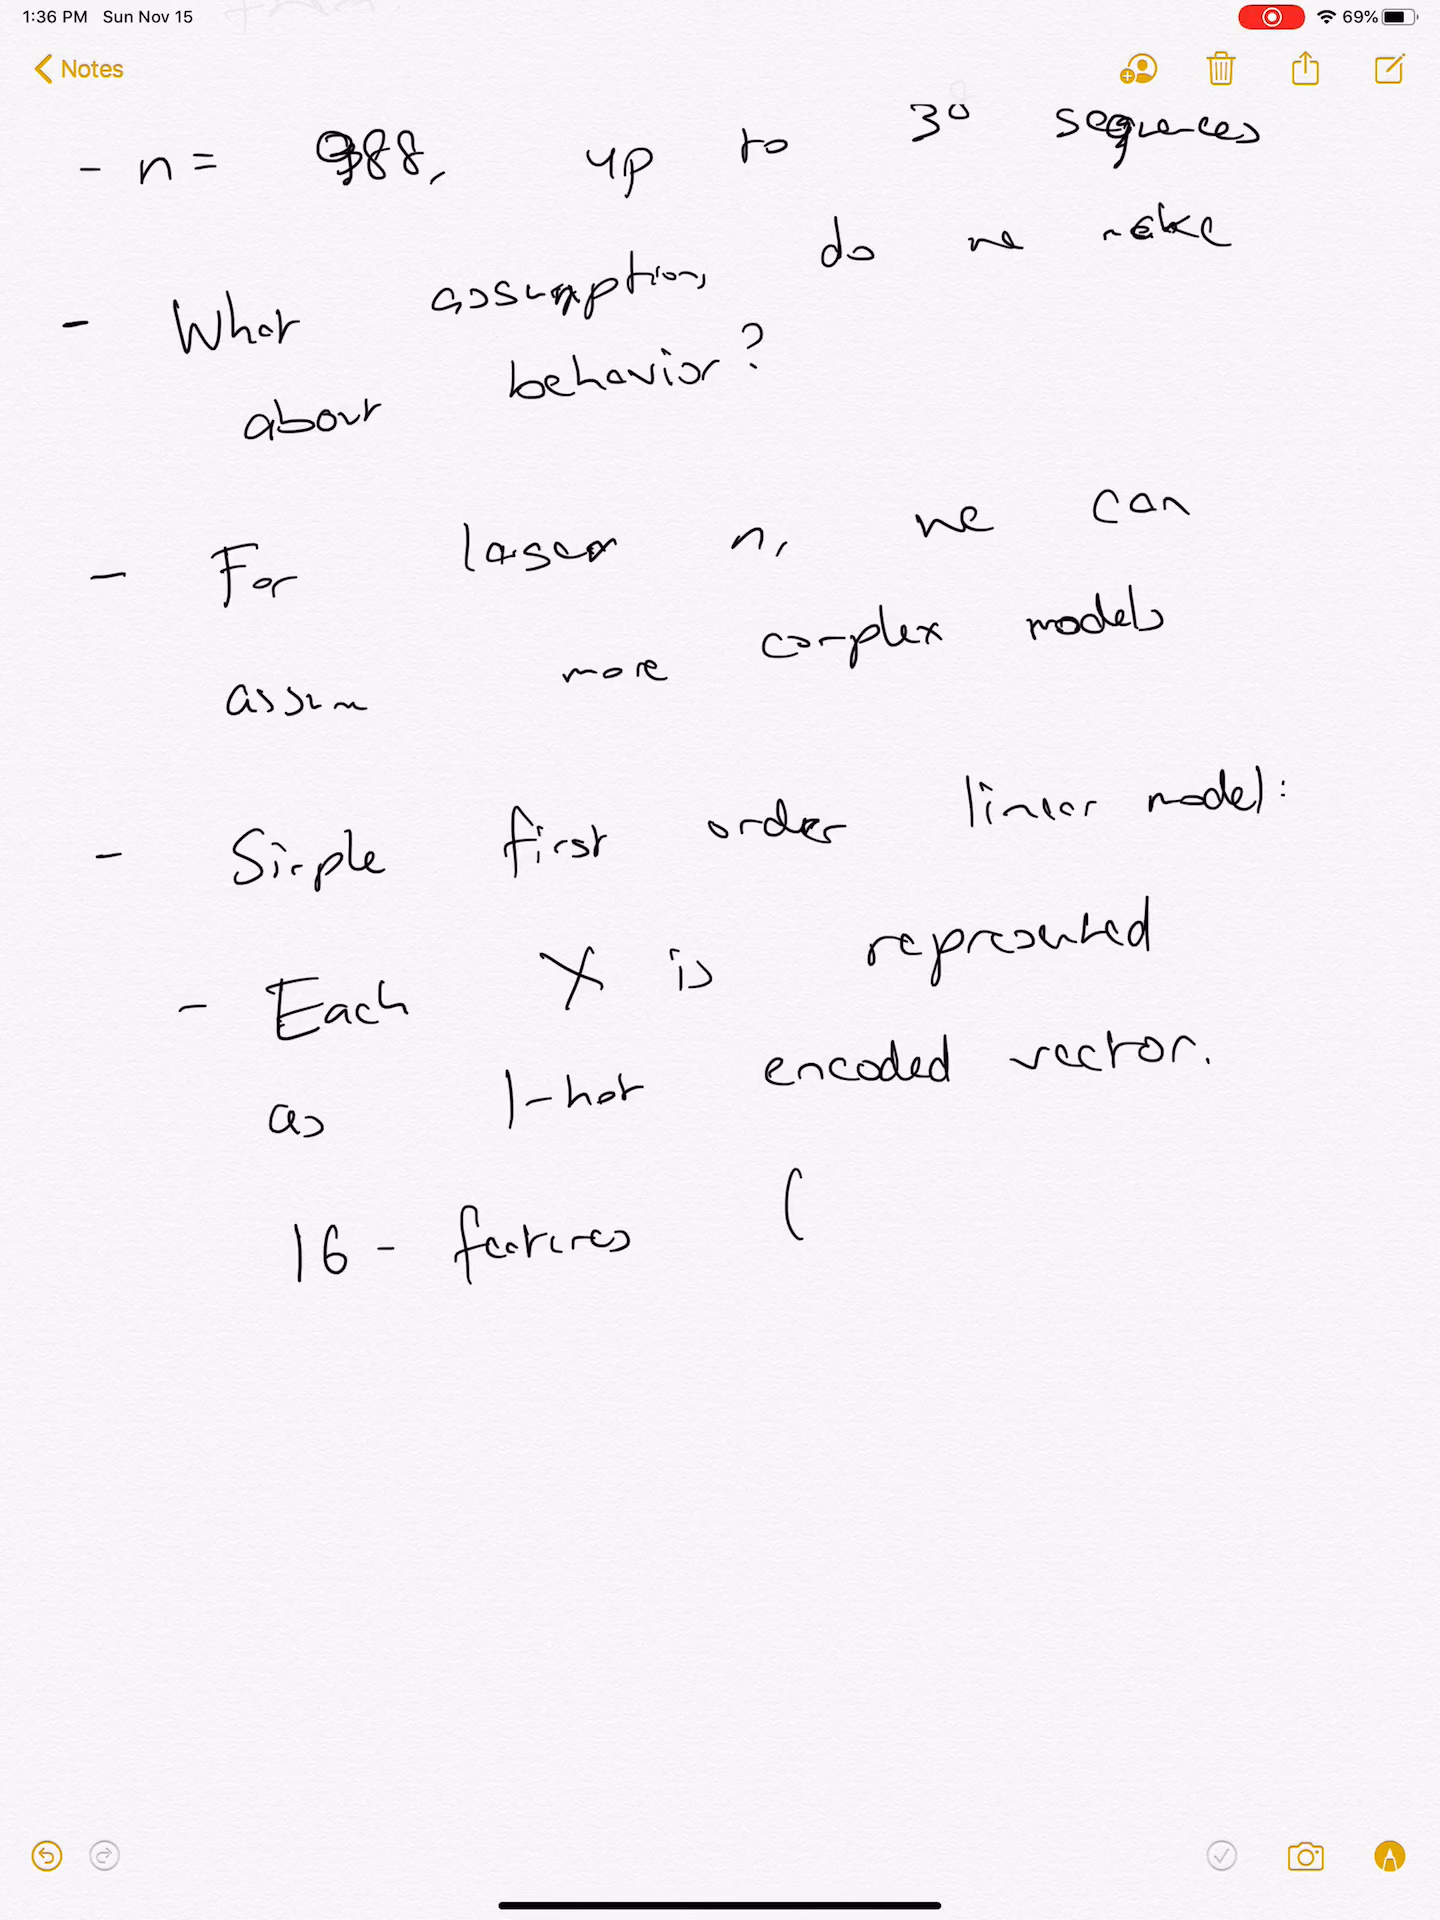 1:36 PM Sun Nov 15
69%
Notes
- n = 988, up to 30 sequences
- What assumptions do we make
about behavior?
- For larger n, we can
assum more complex models
- Simple first order linear model:
- Each X is represented
as 1-hot encoded vector.
16 - features (